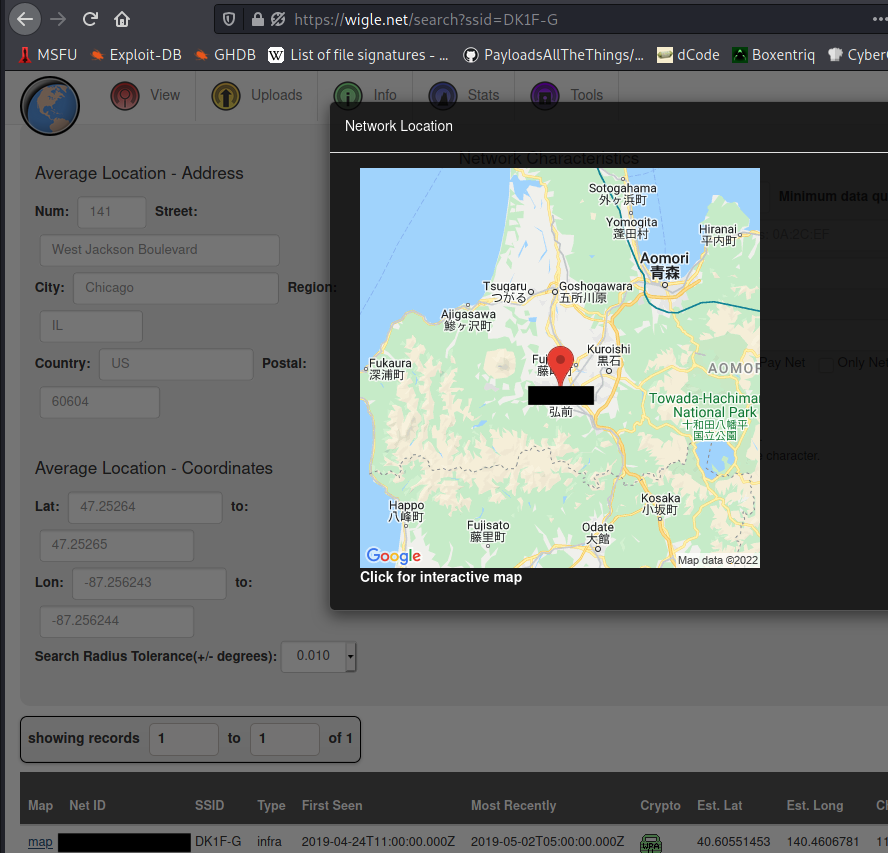 https://wigle.net/search?ssid=DK1F-G
MSFU Exploit-DB GHDB List of file signatures - ... PayloadsAllTheThings/... dCode Boxentriq Cyber
View Uploads Info Stats Tools
Network Location
Network Characteristics
Average Location - Address
Minimum data qu
Num: 141 Street:
West Jackson Boulevard
0A:2C:EF
City: Chicago Region:
IL
Country: US Postal:
Pay Net Only Ne
60604
character.
Average Location - Coordinates
Lat: 47.25264 to:
47.25265
Lon: -87.256243 to:
-87.256244
Search Radius Tolerance(+/- degrees): 0.010
Sotogahama
外ヶ浜町
Yomogita
蓬田村
Hiranai
平内町
Aomori
青森
Tsugaru
つがる
Goshogawara
五所川原
Ajigasawa
鰺ヶ沢町
Kuroishi
黒石
Fukaura
深浦町
AOMOR
弘前
Towada-Hachiman
National Park
十和田八幡平
国立公園
Happo
八峰町
Fujisato
藤里町
Kosaka
小坂町
Odate
大館
Google
Map data ©2022
Click for interactive map
showing records 1 to 1 of 1
Map Net ID SSID Type First Seen Most Recently Crypto Est. Lat Est. Long
map DK1F-G infra 2019-04-24T11:00:00.000Z 2019-05-02T05:00:00.000Z WPA 40.60551453 140.4606781 11